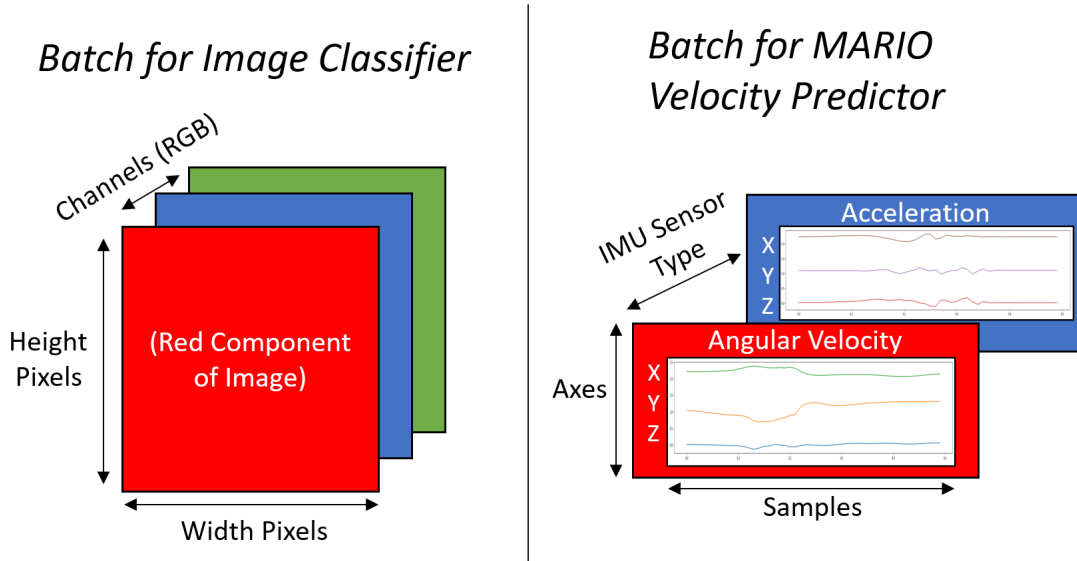 Batch for Image Classifier
Channels (RGB)
Height
Pixels
(Red Component
of Image)
Width Pixels
Batch for MARIO
Velocity Predictor
IMU Sensor
Type
Acceleration
X
Y
Z
Axes
Angular Velocity
X
Y
Z
Samples